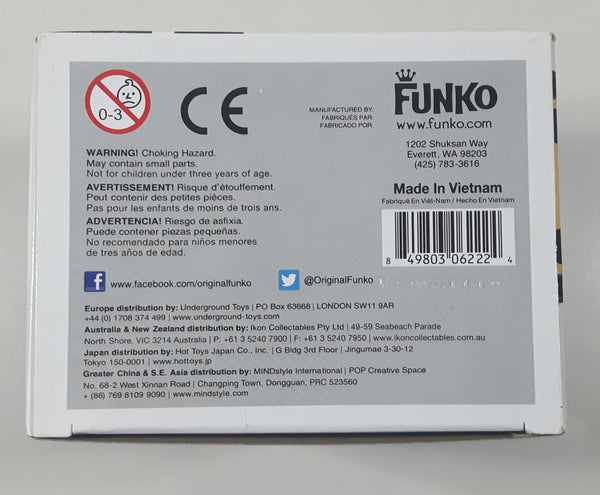 0-3
CE
MANUFACTURED BY:
FABRIQUÉS PAR:
FABRICADO POR:
FUNKO
www.funko.com
1202 Shuksan Way
Everett, WA 98203
(425) 783-3616
WARNING! Choking Hazard.
May contain small parts.
Not for children under three years of age.
AVERTISSEMENT! Risque d'étouffement.
Peut contenir des petites pièces.
Pas pour les enfants de moins de trois ans.
ADVERTENCIA! Riesgo de asfixia.
Puede contener piezas pequeñas.
No recomendado para niños menores
de tres años de edad.
Made In Vietnam
Fabriqué En Việt-Nam / Hecho En Vietnam
8 49803 06222 4
f www.facebook.com/originalfunko
@OriginalFunko
Europe distribution by: Underground Toys | PO Box 63668 | LONDON SW11 9AR
+44 (0) 1708 374 499 | www.underground-toys.com
Australia & New Zealand distribution by: Ikon Collectables Pty Ltd | 49-59 Seabeach Parade
North Shore, VIC 3214 Australia | P: +61 3 5240 7900 | F: +61 3 5240 7950 | www.ikoncollectables.com.au
Japan distribution by: Hot Toys Japan Co., Inc. | G Bldg 3rd Floor | Jingumae 3-30-12
Tokyo 150-0001 | www.hottoys.jp
Greater China & S.E. Asia distribution by: MINDstyle International | POP Creative Space
No. 68-2 West Xinnan Road | Changping Town, Dongguan, PRC 523560
+ (86) 769 8109 9090 | www.mindstyle.com